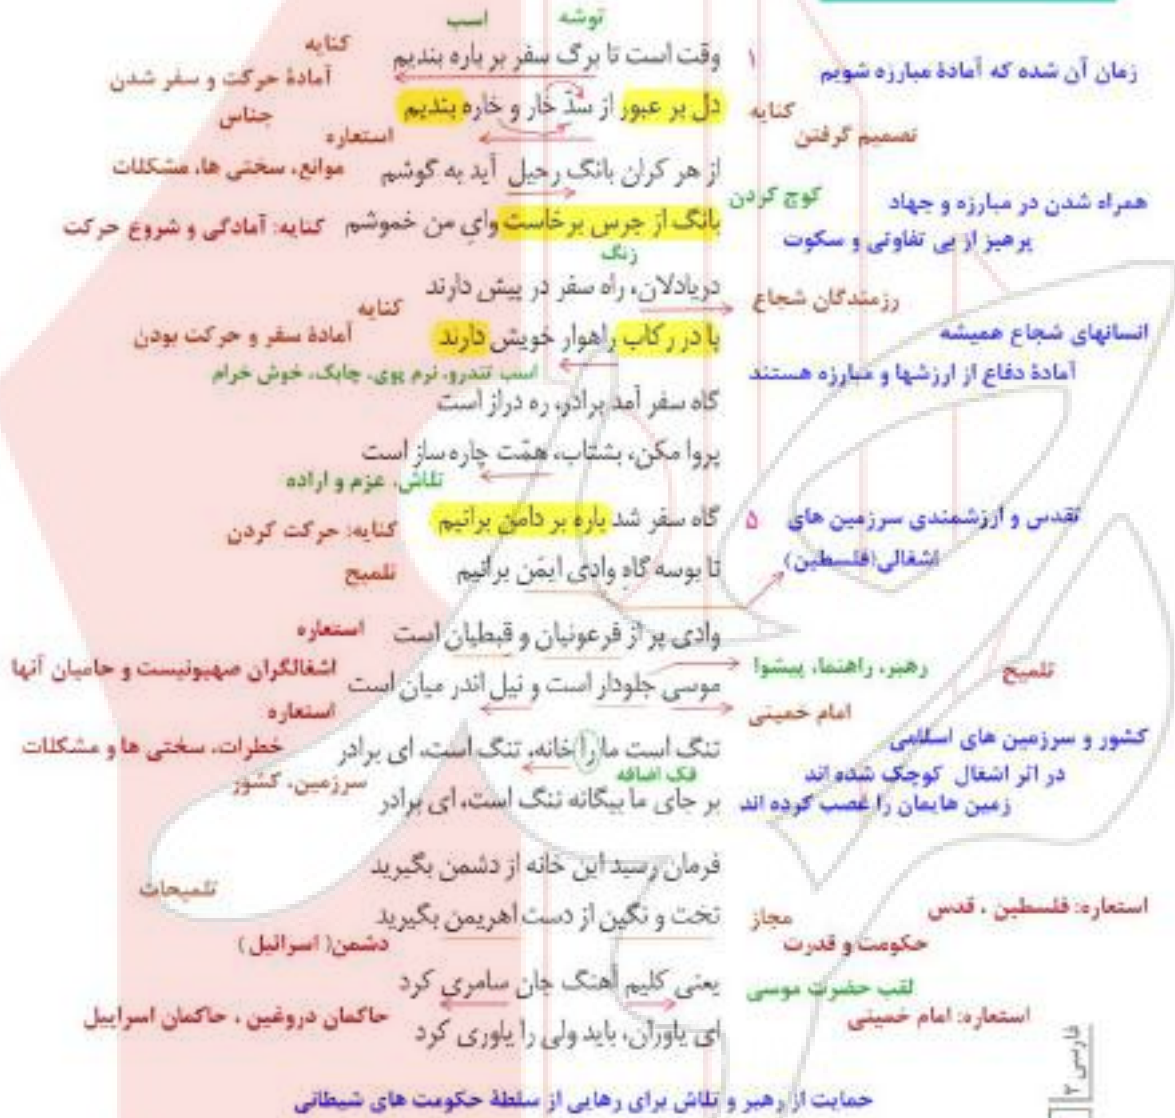 توشه اسب
وقت است تا برگ سفر بر باره بندیم
۱
زمان آن شده که آمادهٔ مبارزه شویم
کنایه
آمادهٔ حرکت و سفر شدن
دل بر عبور از سدّ خار و خاره بندیم
کنایه
تصمیم گرفتن
جناس
استعاره
موانع، سختی ها، مشکلات
از هر کران بانگ رحیل آید به گوشم
کوچ کردن
همراه شدن در مبارزه و جهاد
پرهیز از بی تفاوتی و سکوت
بانگ از جرس برخاست وایِ من خموشم
زنگ
کنایه: آمادگی و شروع حرکت
دریادلان، راه سفر در پیش دارند
رزمندگان شجاع
کنایه
آمادهٔ سفر و حرکت بودن
پا در رکاب راهوار خویش دارند
اسب تندرو، نرم پوی، چابک، خوش خرام
انسانهای شجاع همیشه
آمادهٔ دفاع از ارزشها و مبارزه هستند
گاه سفر آمد برادر، ره دراز است
پروا مکن، بشتاب، همّت چاره ساز است
تلاش، عزم و اراده
گاه سفر شد باره بر دامن برانیم
۵
تقدس و ارزشمندی سرزمین های
اشغالی(فلسطین)
کنایه: حرکت کردن
تا بوسه گاهِ وادی ایمَن برانیم
تلمیح
وادی پر از فرعونیان و قبطیان است
استعاره
اشغالگران صهیونیست و حامیان آنها
موسی جلودار است و نیل اندر میان است
رهبر، راهنما، پیشوا
تلمیح
امام خمینی
استعاره
خطرات، سختی ها و مشکلات
تنگ است ما را خانه، تنگ است، ای برادر
فک اضافه
سرزمین، کشور
کشور و سرزمین های اسلامی
در اثر اشغال کوچک شده اند
بر جای ما بیگانه ننگ است، ای برادر
زمین هایمان را غصب کرده اند
فرمان رسید این خانه از دشمن بگیرید
تلمیحات
استعاره: فلسطین ، قدس
تخت و نگین از دست اهریمن بگیرید
مجاز
حکومت و قدرت
دشمن( اسرائیل )
یعنی کلیم آهنگ جان سامری کرد
لقب حضرت موسی
استعاره: امام خمینی
حاکمان دروغین ، حاکمان اسراییل
ای یاوران، باید ولی را یاوری کرد
حمایت از رهبر و تلاش برای رهایی از سلطهٔ حکومت های شیطانی
فارسی ۲